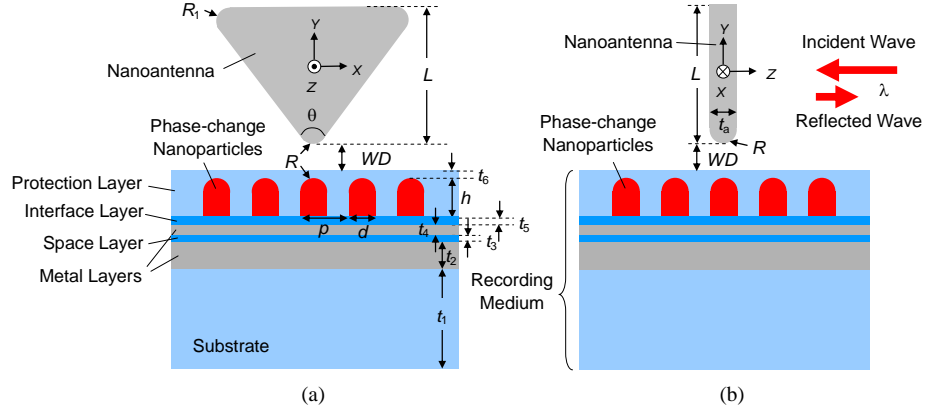 R1
Nanoantenna
Y
X
Z
L
θ
Phase-change
Nanoparticles
R
WD
t6
Protection Layer
h
Interface Layer
p
d
t4
t5
Space Layer
t3
Metal Layers
t2
t1
Substrate
(a)
Nanoantenna
Y
Z
X
L
ta
Incident Wave
λ
Reflected Wave
Phase-change
Nanoparticles
R
WD
Recording
Medium
(b)